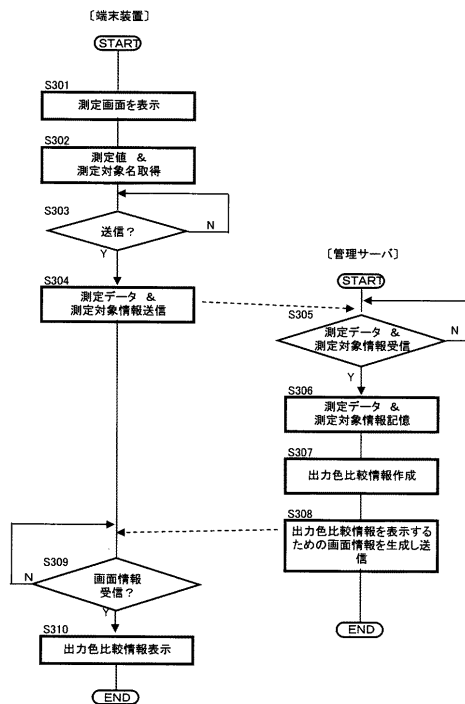 〔端末装置〕
START
S301
測定画面を表示
S302
測定値 &
測定対象名取得
S303
送信?
N
Y
S304
測定データ &
測定対象情報送信
〔管理サーバ〕
START
S305
測定データ &
測定対象情報受信
N
Y
S306
測定データ &
測定対象情報記憶
S307
出力色比較情報作成
S308
出力色比較情報を表示する
ための画面情報を生成し送
信
END
S309
画面情報
受信?
N
Y
S310
出力色比較情報表示
END